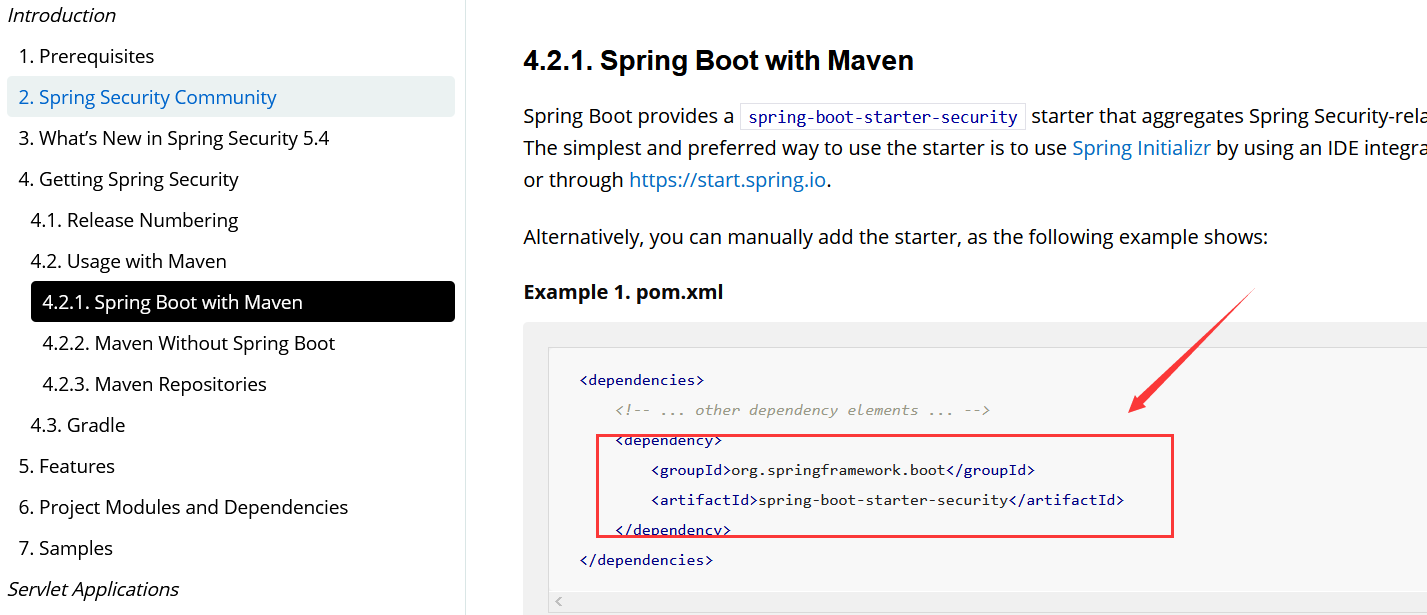 Introduction
1. Prerequisites
2. Spring Security Community
3. What’s New in Spring Security 5.4
4. Getting Spring Security
4.1. Release Numbering
4.2. Usage with Maven
4.2.1. Spring Boot with Maven
4.2.2. Maven Without Spring Boot
4.2.3. Maven Repositories
4.3. Gradle
5. Features
6. Project Modules and Dependencies
7. Samples
Servlet Applications
4.2.1. Spring Boot with Maven
Spring Boot provides a spring-boot-starter-security starter that aggregates Spring Security-rela
The simplest and preferred way to use the starter is to use Spring Initializr by using an IDE integra
or through https://start.spring.io.
Alternatively, you can manually add the starter, as the following example shows:
Example 1. pom.xml
<dependencies>
<!-- ... other dependency elements ... -->
<dependency>
<groupId>org.springframework.boot</groupId>
<artifactId>spring-boot-starter-security</artifactId>
</dependency>
</dependencies>